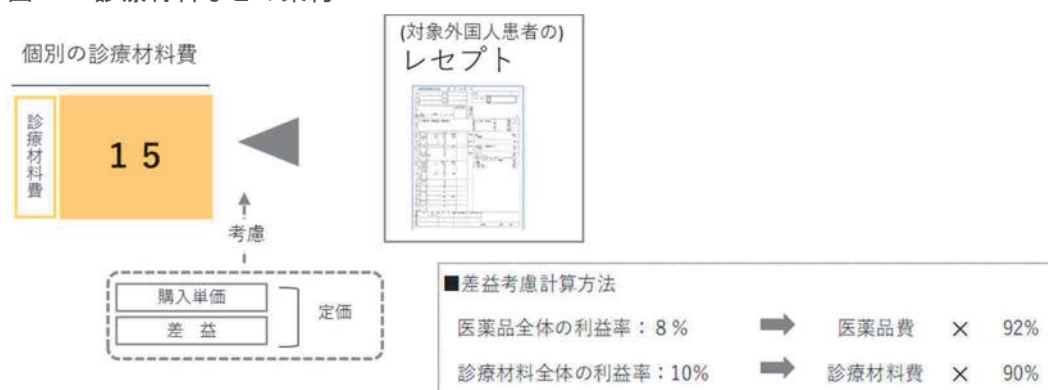 個別の診療材料費
診療材料費
15
(対象外国人患者の)
レセプト
考慮
購入単価
差 益
定価
■差益考慮計算方法
医薬品全体の利益率：8% 医薬品費 × 92%
診療材料全体の利益率：10% 診療材料費 × 90%